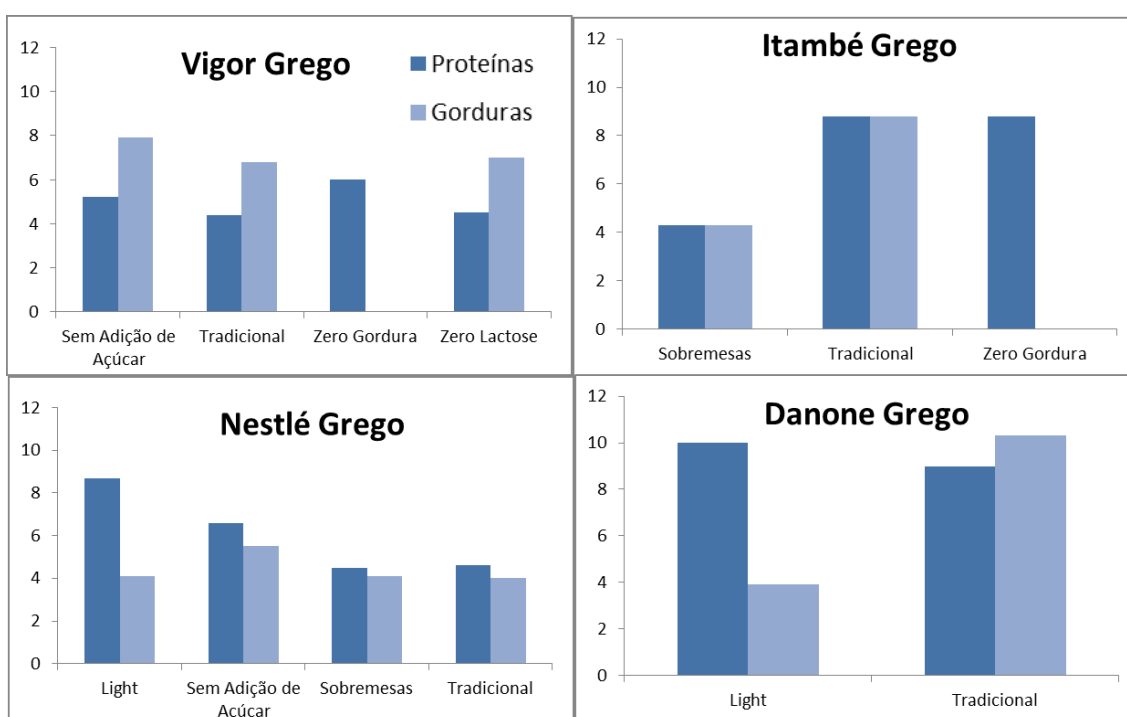 Vigor Grego
Proteínas
Gorduras
12
10
8
6
4
2
0
Sem Adição de
Açúcar
Tradicional
Zero Gordura
Zero Lactose
Itambé Grego
12
10
8
6
4
2
0
Sobremesas
Tradicional
Zero Gordura
Nestlé Grego
12
10
8
6
4
2
0
Light
Sem Adição de
Açúcar
Sobremesas
Tradicional
Danone Grego
12
10
8
6
4
2
0
Light
Tradicional